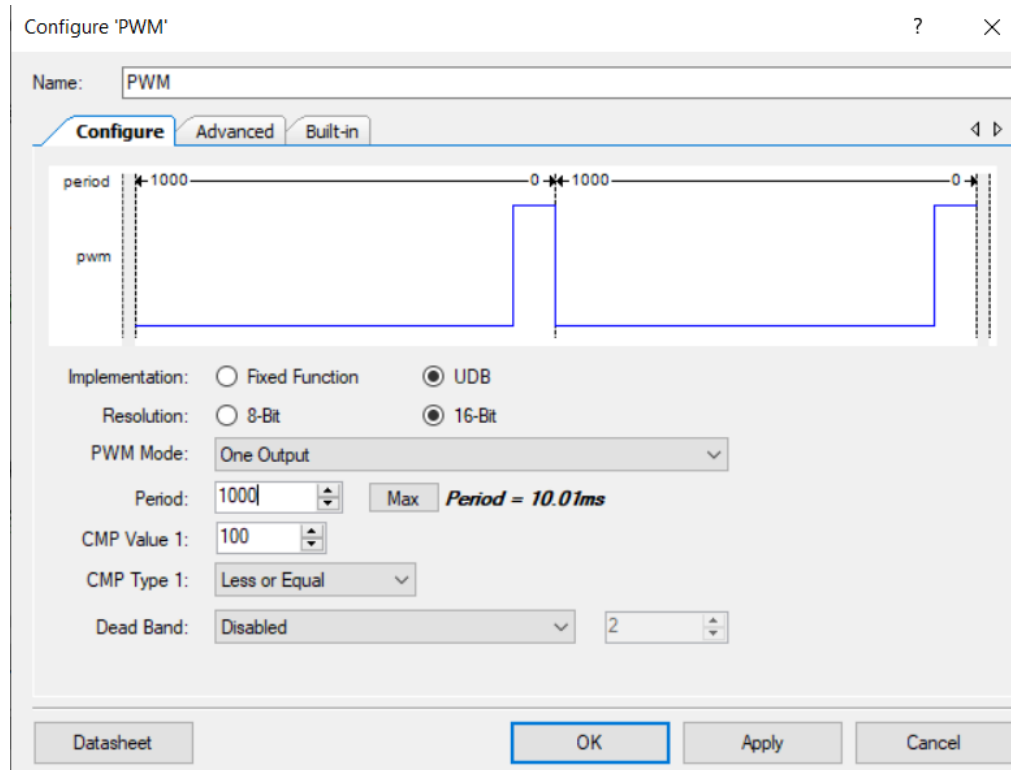 Configure 'PWM'
?
Name: PWM
Configure Advanced Built-in
period 1000 0 1000 0
pwm
Implementation: Fixed Function UDB
Resolution: 8-Bit 16-Bit
PWM Mode: One Output
Period: 1000 Max Period = 10.01ms
CMP Value 1: 100
CMP Type 1: Less or Equal
Dead Band: Disabled 2
Datasheet OK Apply Cancel